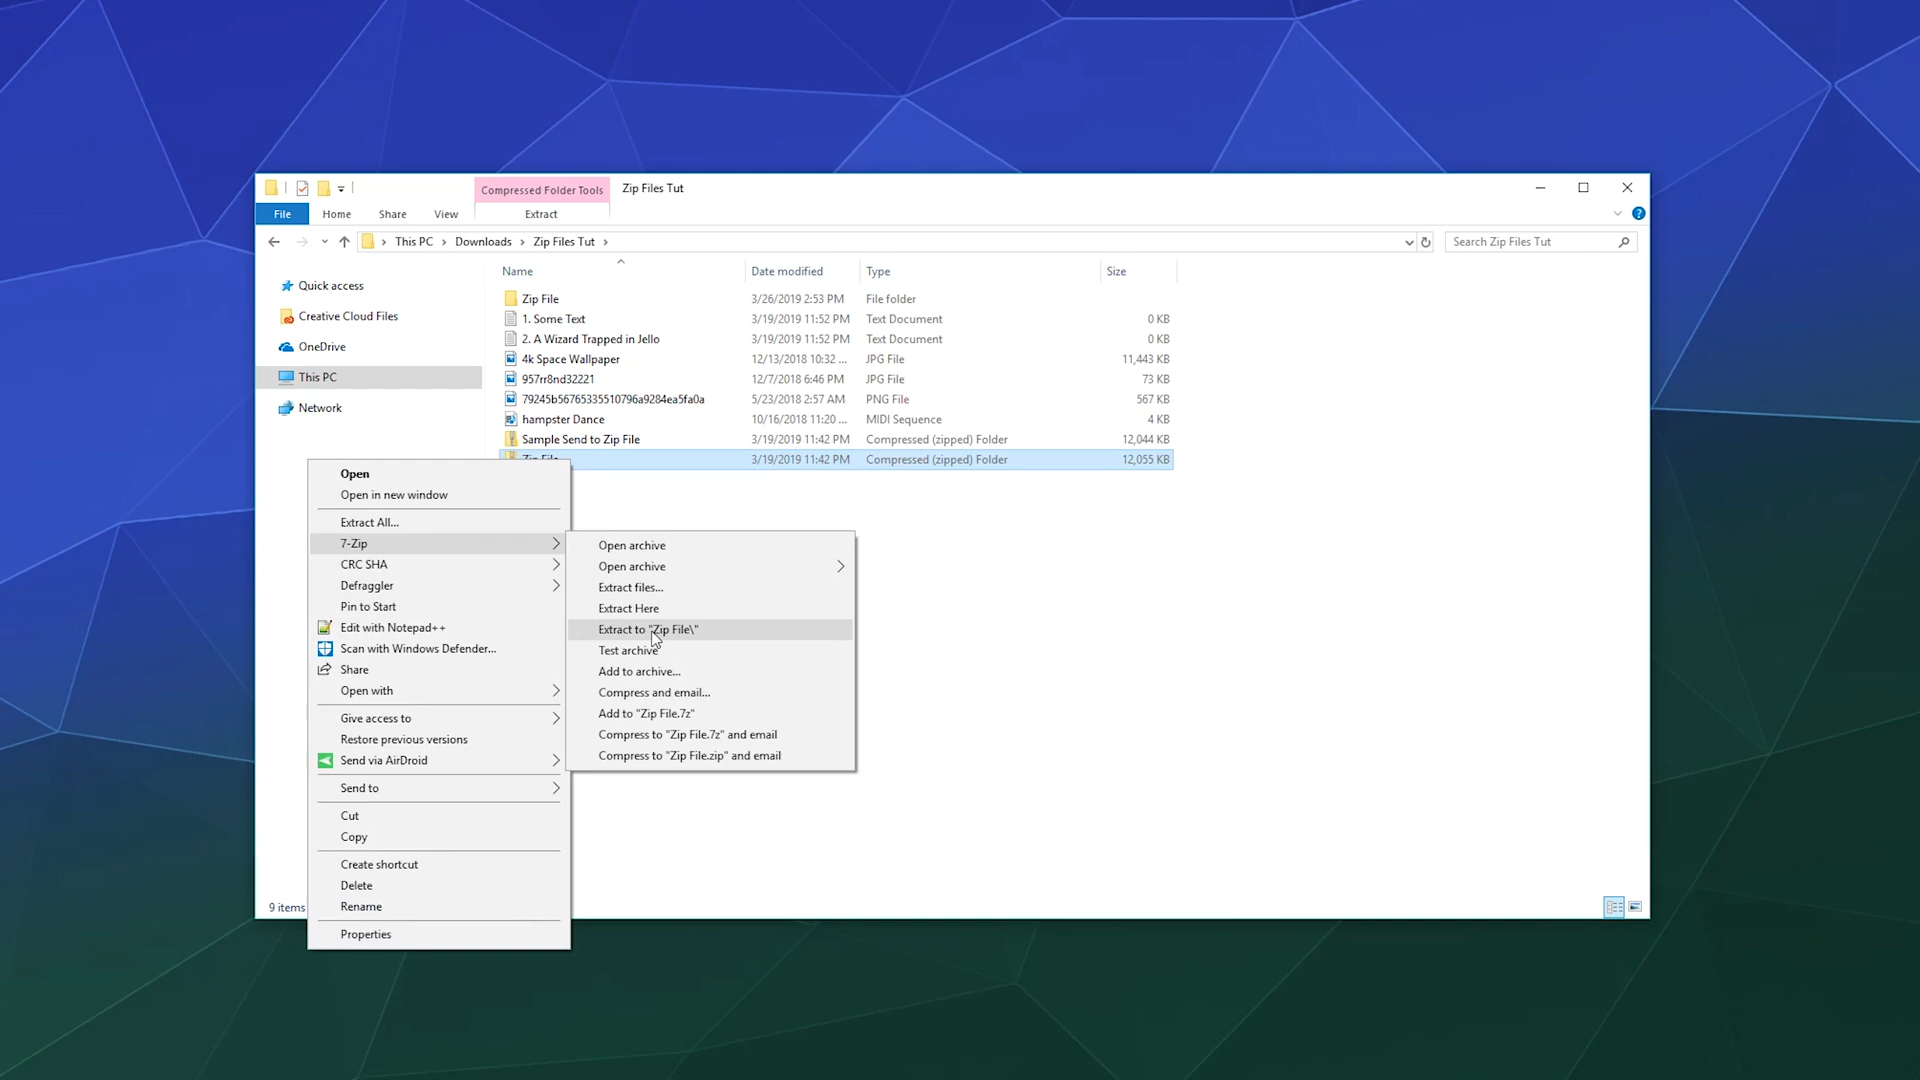 Compressed Folder Tools
Zip Files Tut
File
Home
Share
View
Extract
This PC
Downloads
Zip Files Tut
Search Zip Files Tut
Name
Date modified
Type
Size
Quick access
Creative Cloud Files
OneDrive
This PC
Network
Zip File 3/26/2019 2:53 PM File folder
1. Some Text 3/19/2019 11:52 PM Text Document 0 KB
2. A Wizard Trapped in Jello 3/19/2019 11:52 PM Text Document 0 KB
4k Space Wallpaper 12/13/2018 10:32 ... JPG File 11,443 KB
957rr8nd32221 12/7/2018 6:46 PM JPG File 73 KB
79245b56765335510796a9284ea5fa0a 5/23/2018 2:57 AM PNG File 567 KB
hampster Dance 10/16/2018 11:20 ... MIDI Sequence 4 KB
Sample Send to Zip File 3/19/2019 11:42 PM Compressed (zipped) Folder 12,044 KB
Zip File 3/19/2019 11:42 PM Compressed (zipped) Folder 12,055 KB
Open
Open in new window
Extract All...
7-Zip
CRC SHA
Defraggler
Pin to Start
Edit with Notepad++
Scan with Windows Defender...
Share
Open with
Give access to
Restore previous versions
Send via AirDroid
Send to
Cut
Copy
Create shortcut
Delete
Rename
Properties
Open archive
Open archive
Extract files...
Extract Here
Extract to "Zip File\"
Test archive
Add to archive...
Compress and email...
Add to "Zip File.7z"
Compress to "Zip File.7z" and email
Compress to "Zip File.zip" and email
9 items